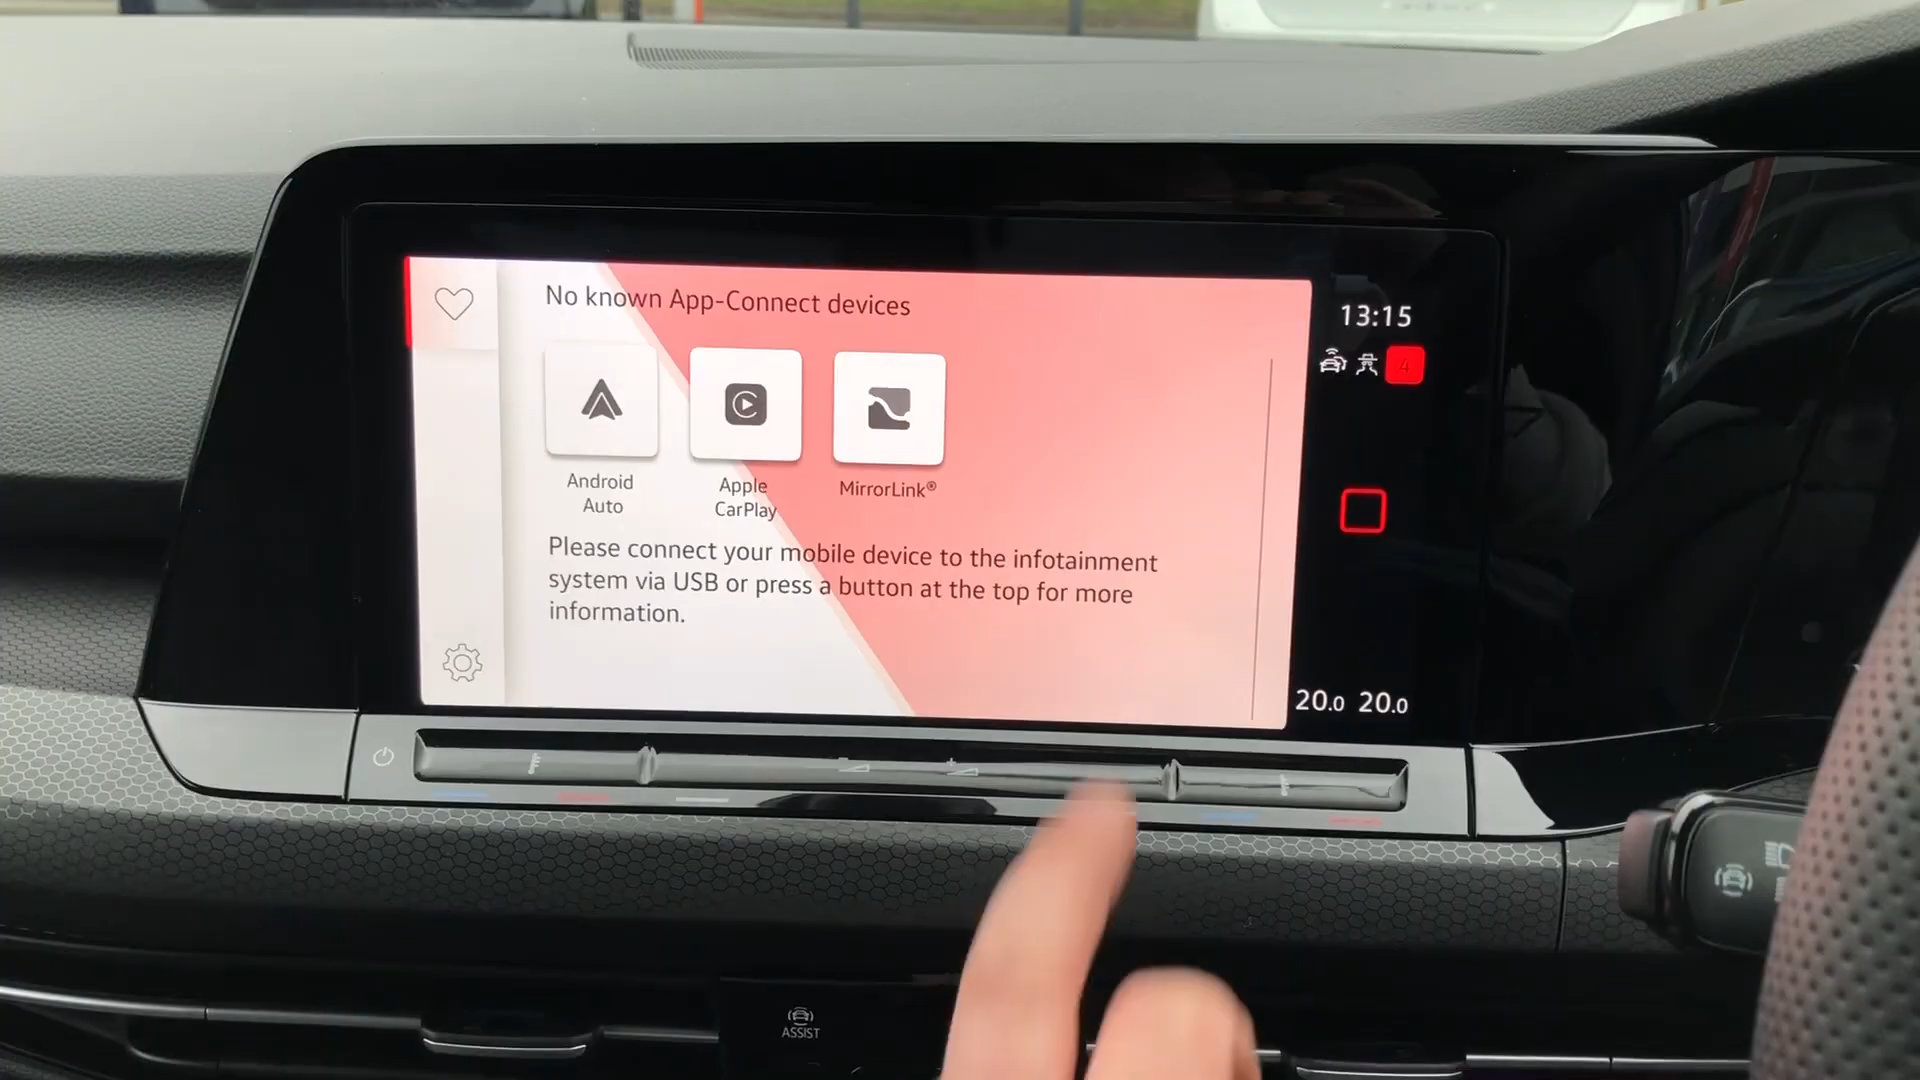 No known App-Connect devices
13:15
4
Android
Auto
Apple
CarPlay
MirrorLink®
Please connect your mobile device to the infotainment
system via USB or press a button at the top for more
information.
20.0 20.0
ASSIST